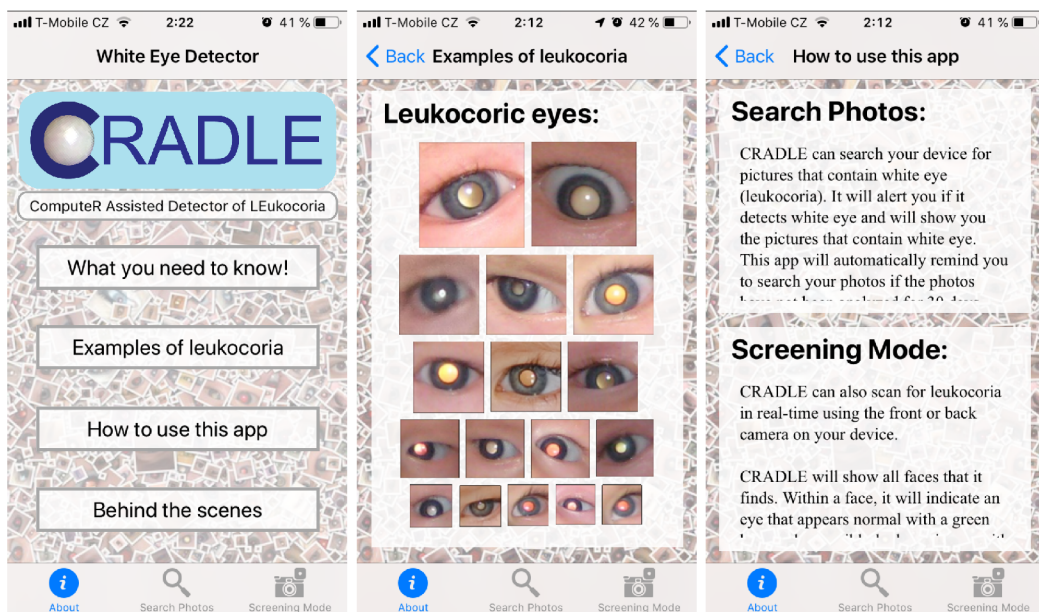 T-Mobile CZ 2:22 41 %
White Eye Detector
CRADLE
ComputeR Assisted Detector of LEukocoria
What you need to know!
Examples of leukocoria
How to use this app
Behind the scenes
About Search Photos Screening Mode
T-Mobile CZ 2:12 42 %
Back Examples of leukocoria
Leukocoric eyes:
About Search Photos Screening Mode
T-Mobile CZ 2:12 41 %
Back How to use this app
Search Photos:
CRADLE can search your device for
pictures that contain white eye
(leukocoria). It will alert you if it
detects white eye and will show you
the pictures that contain white eye.
This app will automatically remind you
to search your photos if the photos
have not been analyzed for 30 days
Screening Mode:
CRADLE can also scan for leukocoria
in real-time using the front or back
camera on your device.
CRADLE will show all faces that it
finds. Within a face, it will indicate an
eye that appears normal with a green
About Search Photos Screening Mode